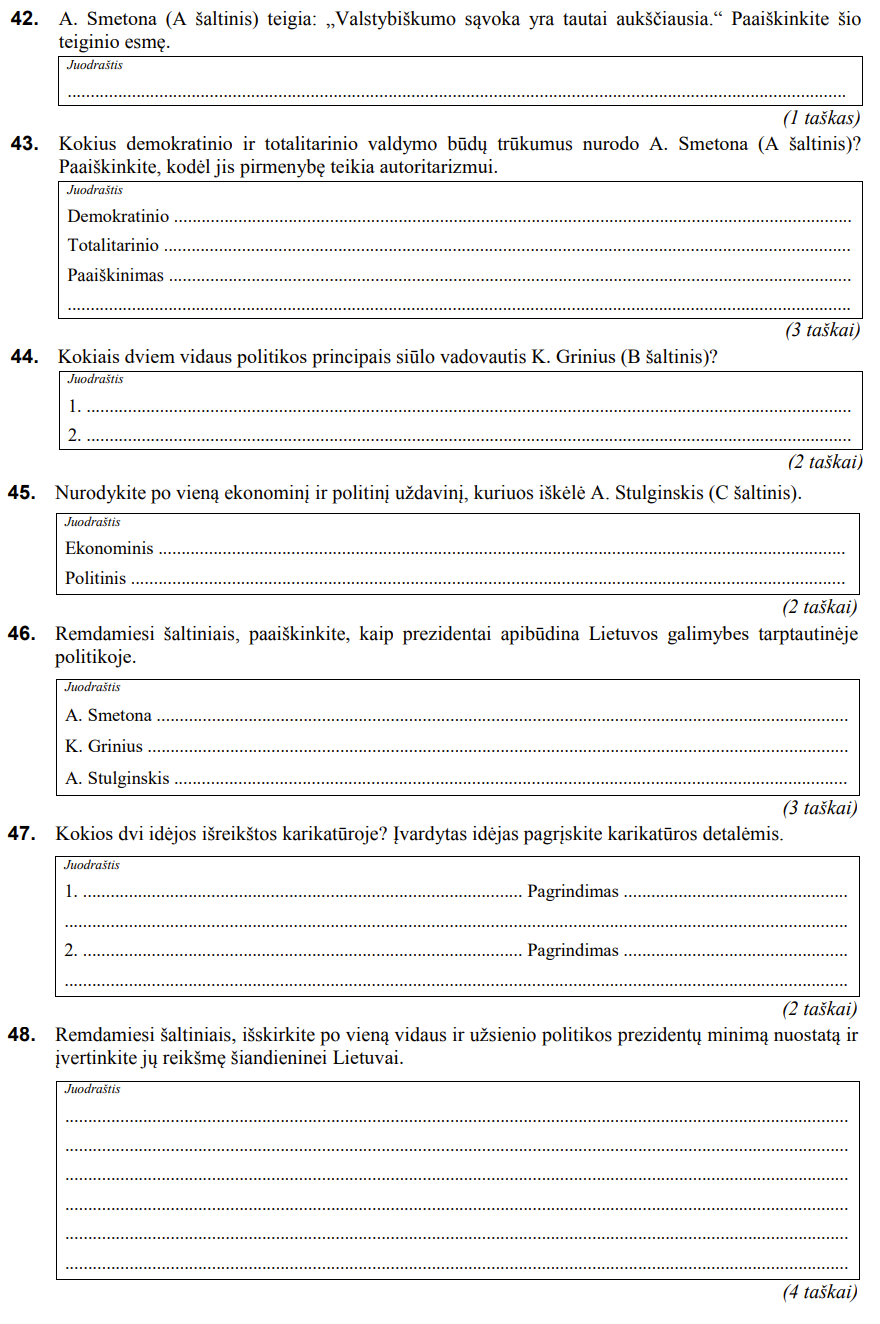 42. A. Smetona (A šaltinis) teigia: „Valstybiškumo sąvoka yra tautai aukščiausia.“ Paaiškinkite šio
teiginio esmę.
Juodraštis
..........................................................................................
(1 taškas)
43. Kokius demokratinio ir totalitarinio valdymo būdų trūkumus nurodo A. Smetona (A šaltinis)?
Paaiškinkite, kodėl jis pirmenybę teikia autoritarizmui.
Juodraštis
Demokratinio ..........................................................................................
Totalitarinio ..........................................................................................
Paaiškinimas ..........................................................................................
..........................................................................................
(3 taškai)
44. Kokiais dviem vidaus politikos principais siūlo vadovautis K. Grinius (B šaltinis)?
Juodraštis
1. ..........................................................................................
2. ..........................................................................................
(2 taškai)
45. Nurodykite po vieną ekonominį ir politinį uždavinį, kuriuos iškėlė A. Stulginskis (C šaltinis).
Juodraštis
Ekonominis ..........................................................................................
Politinis ..........................................................................................
(2 taškai)
46. Remdamiesi šaltiniais, paaiškinkite, kaip prezidentai apibūdina Lietuvos galimybes tarptautinėje
politikoje.
Juodraštis
A. Smetona ..........................................................................................
K. Grinius ..........................................................................................
A. Stulginskis ..........................................................................................
(3 taškai)
47. Kokios dvi idėjos išreikštos karikatūroje? Įvardytas idėjas pagrįskite karikatūros detalėmis.
Juodraštis
1. .................................................. Pagrindimas ..............................
..........................................................................................
2. .................................................. Pagrindimas ..............................
..........................................................................................
(2 taškai)
48. Remdamiesi šaltiniais, išskirkite po vieną vidaus ir užsienio politikos prezidentų minimą nuostatą ir
įvertinkite jų reikšmę šiandieninei Lietuvai.
Juodraštis
..........................................................................................
..........................................................................................
..........................................................................................
..........................................................................................
..........................................................................................
..........................................................................................
(4 taškai)